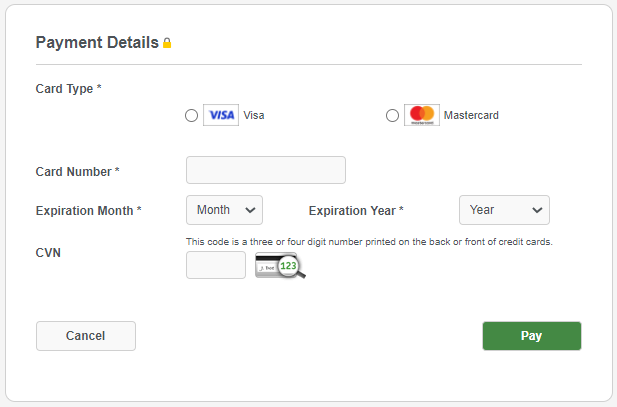 Payment Details
Card Type *
VISA Visa
mastercard Mastercard
Card Number *
Expiration Month * Month Expiration Year * Year
This code is a three or four digit number printed on the back or front of credit cards.
CVN
123
Cancel Pay